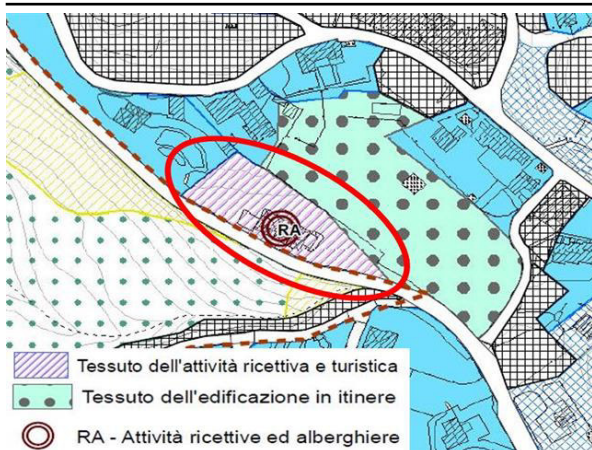 RA
Tessuto dell'attività ricettiva e turistica
Tessuto dell'edificazione in itinere
RA - Attività ricettive ed alberghiere